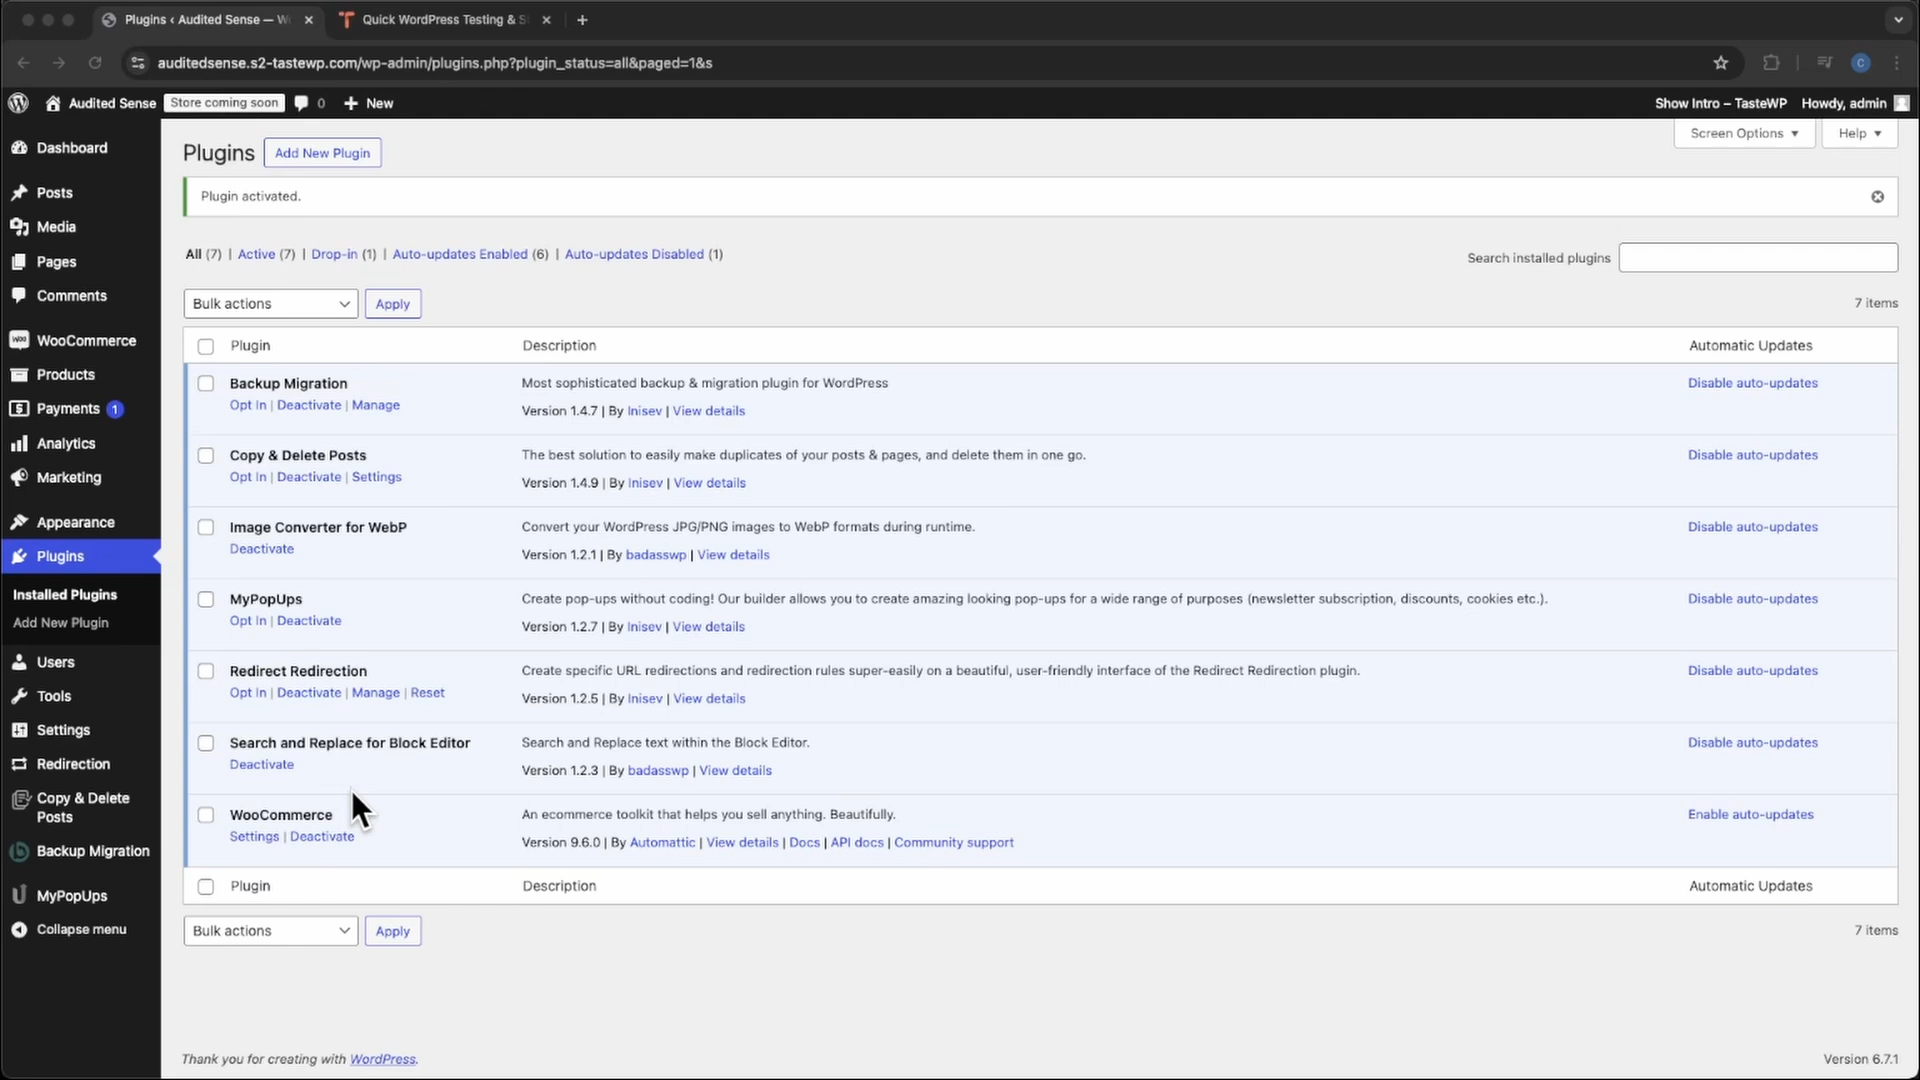 Plugins ‹ Audited Sense — W
Quick WordPress Testing & S
auditedsense.s2-tastewp.com/wp-admin/plugins.php?plugin_status=all&paged=1&s
C
Audited Sense
Store coming soon
0
New
Show Intro – TasteWP
Howdy, admin
Dashboard
Posts
Media
Pages
Comments
WooCommerce
Products
Payments 1
Analytics
Marketing
Appearance
Plugins
Installed Plugins
Add New Plugin
Users
Tools
Settings
Redirection
Copy & Delete
Posts
Backup Migration
MyPopUps
Collapse menu
Plugins
Add New Plugin
Screen Options
Help
Plugin activated.
All (7) | Active (7) | Drop-in (1) | Auto-updates Enabled (6) | Auto-updates Disabled (1)
Search installed plugins
Bulk actions
Apply
7 items
Plugin
Description
Automatic Updates
Backup Migration
Opt In | Deactivate | Manage
Most sophisticated backup & migration plugin for WordPress
Version 1.4.7 | By Inisev | View details
Disable auto-updates
Copy & Delete Posts
Opt In | Deactivate | Settings
The best solution to easily make duplicates of your posts & pages, and delete them in one go.
Version 1.4.9 | By Inisev | View details
Disable auto-updates
Image Converter for WebP
Deactivate
Convert your WordPress JPG/PNG images to WebP formats during runtime.
Version 1.2.1 | By badasswp | View details
Disable auto-updates
MyPopUps
Opt In | Deactivate
Create pop-ups without coding! Our builder allows you to create amazing looking pop-ups for a wide range of purposes (newsletter subscription, discounts, cookies etc.).
Version 1.2.7 | By Inisev | View details
Disable auto-updates
Redirect Redirection
Opt In | Deactivate | Manage | Reset
Create specific URL redirections and redirection rules super-easily on a beautiful, user-friendly interface of the Redirect Redirection plugin.
Version 1.2.5 | By Inisev | View details
Disable auto-updates
Search and Replace for Block Editor
Deactivate
Search and Replace text within the Block Editor.
Version 1.2.3 | By badasswp | View details
Disable auto-updates
WooCommerce
Settings | Deactivate
An ecommerce toolkit that helps you sell anything. Beautifully.
Version 9.6.0 | By Automattic | View details | Docs | API docs | Community support
Enable auto-updates
Plugin
Description
Automatic Updates
Bulk actions
Apply
7 items
Thank you for creating with WordPress.
Version 6.7.1